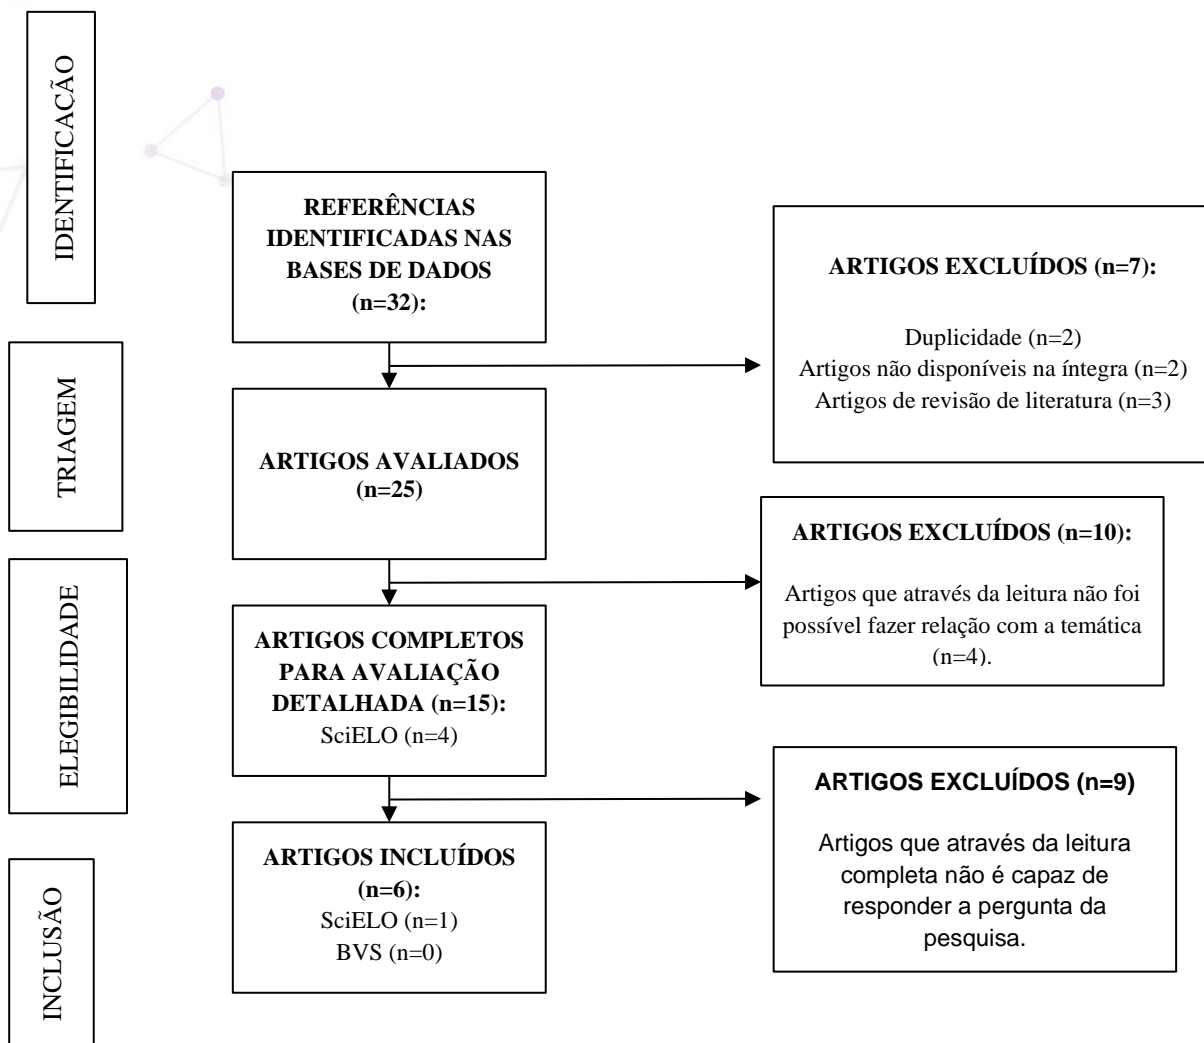 IDENTIFICAÇÃO
REFERÊNCIAS
IDENTIFICADAS NAS
BASES DE DADOS
(n=32):
ARTIGOS EXCLUÍDOS (n=7):
Duplicidade (n=2)
Artigos não disponíveis na íntegra (n=2)
Artigos de revisão de literatura (n=3)
TRIAGEM
ARTIGOS AVALIADOS
(n=25)
ARTIGOS EXCLUÍDOS (n=10):
Artigos que através da leitura não foi
possível fazer relação com a temática
(n=4).
ELEGIBILIDADE
ARTIGOS COMPLETOS
PARA AVALIAÇÃO
DETALHADA (n=15):
SciELO (n=4)
ARTIGOS EXCLUÍDOS (n=9)
Artigos que através da leitura
completa não é capaz de
responder a pergunta da
pesquisa.
INCLUSÃO
ARTIGOS INCLUÍDOS
(n=6):
SciELO (n=1)
BVS (n=0)